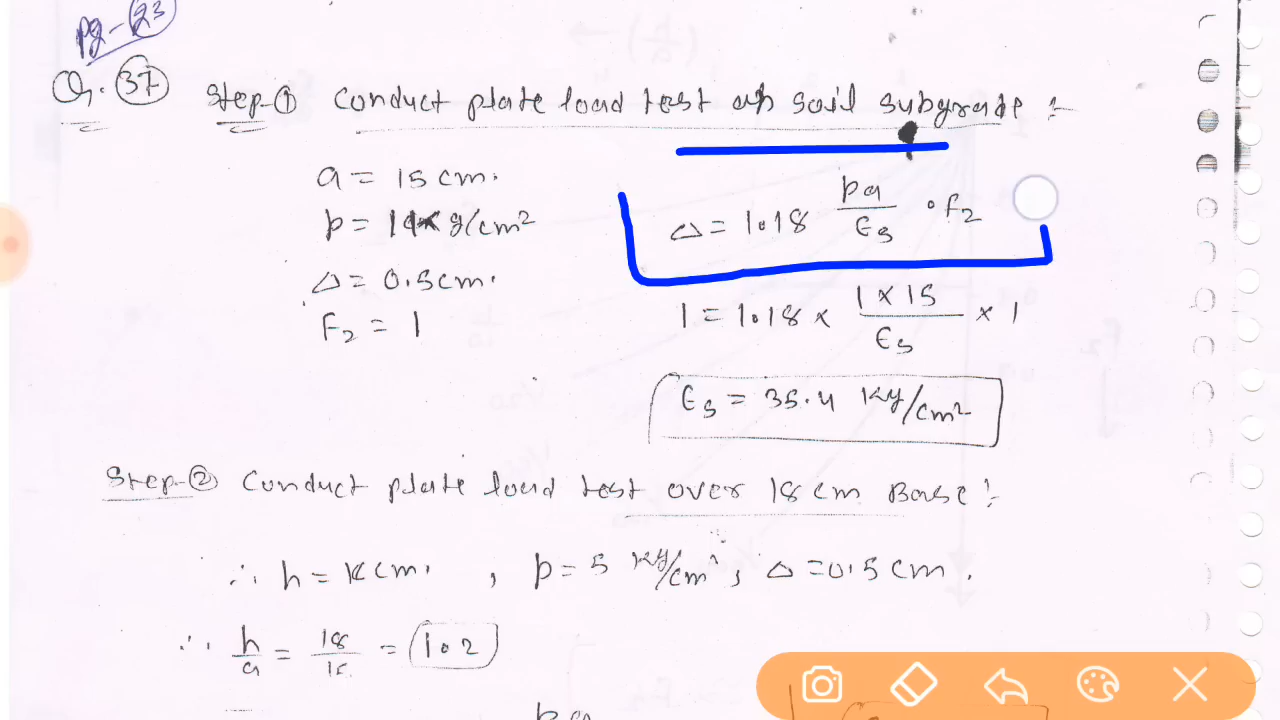 pg-23
Q. 37 Step-① Conduct plate load test on soil subgrade :-
a = 15 cm.
p = 1 kg/cm²
Δ = 0.5cm.
F₂ = 1
Δ = 1.18 pa/Es · F₂
1 = 1.18 × 1×15/Es × 1
Es = 35.4 kg/cm²
Step-② Conduct plate load test over 18 cm Base :-
∴ h = 18 cm. , p = 5 kg/cm² , Δ = 0.5 cm .
∴ h/a = 18/15 = 1.2
pa